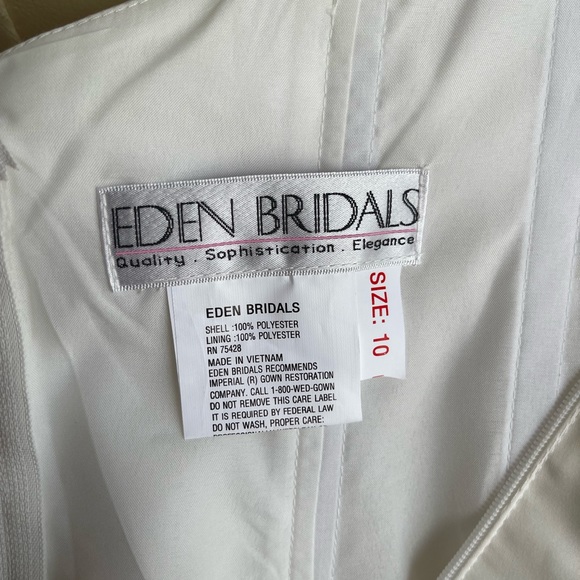 EDEN BRIDALS
Quality . Sophistication . Elegance
EDEN BRIDALS
SHELL :100% POLYESTER
LINING :100% POLYESTER
RN 75428
MADE IN VIETNAM
EDEN BRIDALS RECOMMENDS
IMPERIAL (R) GOWN RESTORATION
COMPANY. CALL 1-800-WED-GOWN
DO NOT REMOVE THIS CARE LABEL
IT IS REQUIRED BY FEDERAL LAW
DO NOT WASH, PROPER CARE:
SIZE: 10